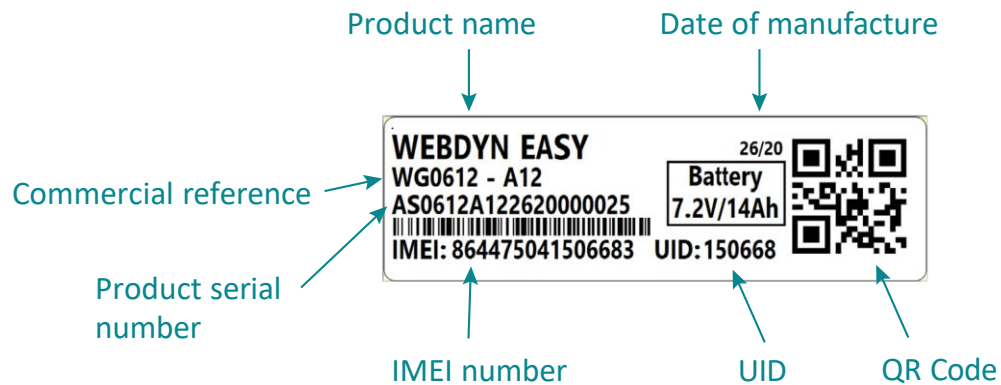 Product name
Date of manufacture
WEBDYN EASY
26/20
Commercial reference
WG0612 - A12
Battery
AS0612A122620000025
7.2V/14Ah
IMEI: 864475041506683
UID:150668
Product serial
number
IMEI number
UID
QR Code